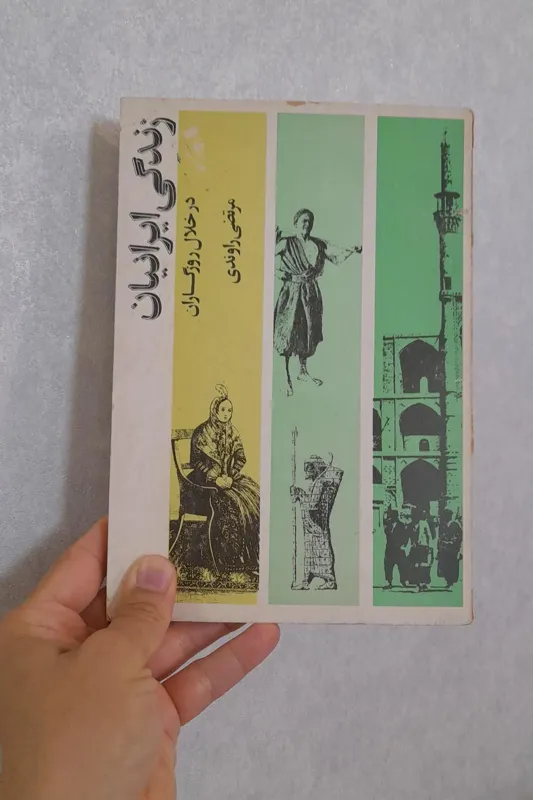 زندگی ایرانیان
در خلال روزگاران
مرتضی راوندی